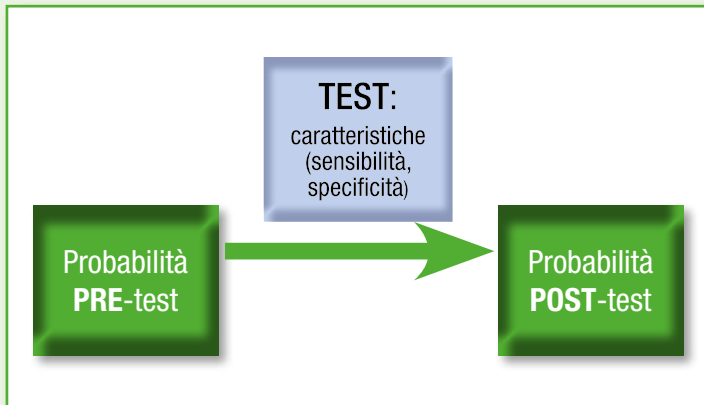 TEST:
caratteristiche
(sensibilità,
specificità)
Probabilità
PRE-test
Probabilità
POST-test